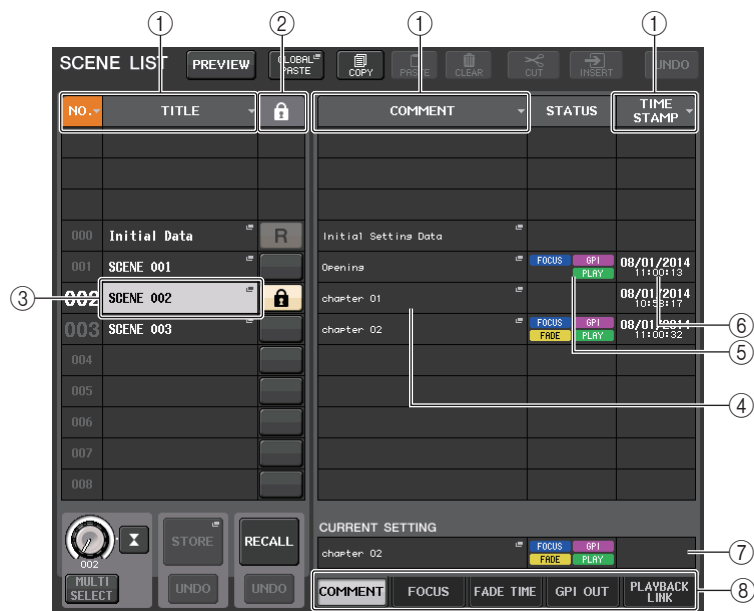 ① ② ① ①
SCENE LIST PREVIEW GLOBAL PASTE COPY PASTE CLEAR CUT INSERT UNDO
NO. TITLE COMMENT STATUS TIME STAMP
000 Initial Data R Initial Setting Data
001 SCENE 001 Opening FOCUS GPI PLAY 08/01/2014 11:00:13
③ 002 SCENE 002 chapter 01 08/01/2014 10:58:17 ⑥
003 SCENE 003 chapter 02 FOCUS GPI FADE PLAY 08/01/2014 11:00:32 ⑤
004
005 ④
006
007
008
CURRENT SETTING
STORE RECALL chapter 02 FOCUS GPI FADE PLAY ⑦
002
MULTI SELECT UNDO UNDO COMMENT FOCUS FADE TIME GPI OUT PLAYBACK LINK ⑧